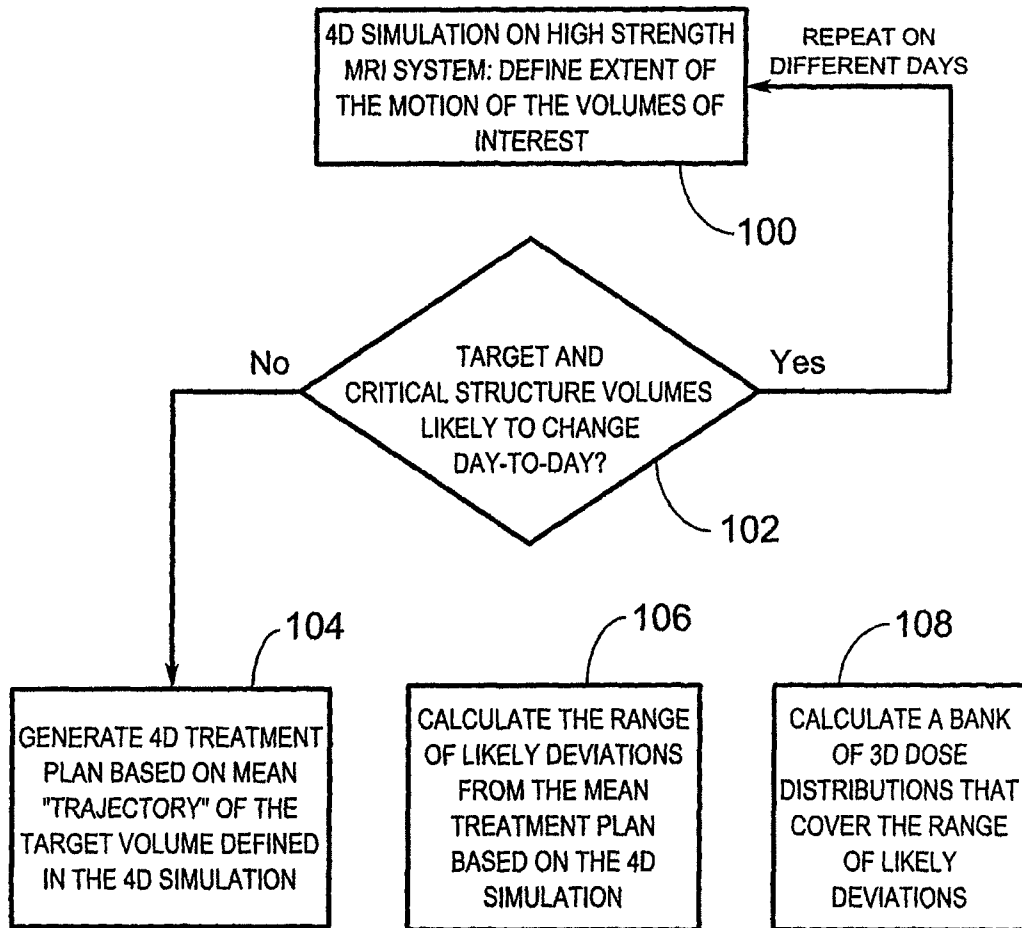 4D SIMULATION ON HIGH STRENGTH
MRI SYSTEM: DEFINE EXTENT OF
THE MOTION OF THE VOLUMES OF
INTEREST
REPEAT ON
DIFFERENT DAYS
100
No
TARGET AND
CRITICAL STRUCTURE VOLUMES
LIKELY TO CHANGE
DAY-TO-DAY?
Yes
102
104
GENERATE 4D TREATMENT
PLAN BASED ON MEAN
"TRAJECTORY" OF THE
TARGET VOLUME DEFINED
IN THE 4D SIMULATION
106
CALCULATE THE RANGE
OF LIKELY DEVIATIONS
FROM THE MEAN
TREATMENT PLAN
BASED ON THE 4D
SIMULATION
108
CALCULATE A BANK
OF 3D DOSE
DISTRIBUTIONS THAT
COVER THE RANGE
OF LIKELY
DEVIATIONS